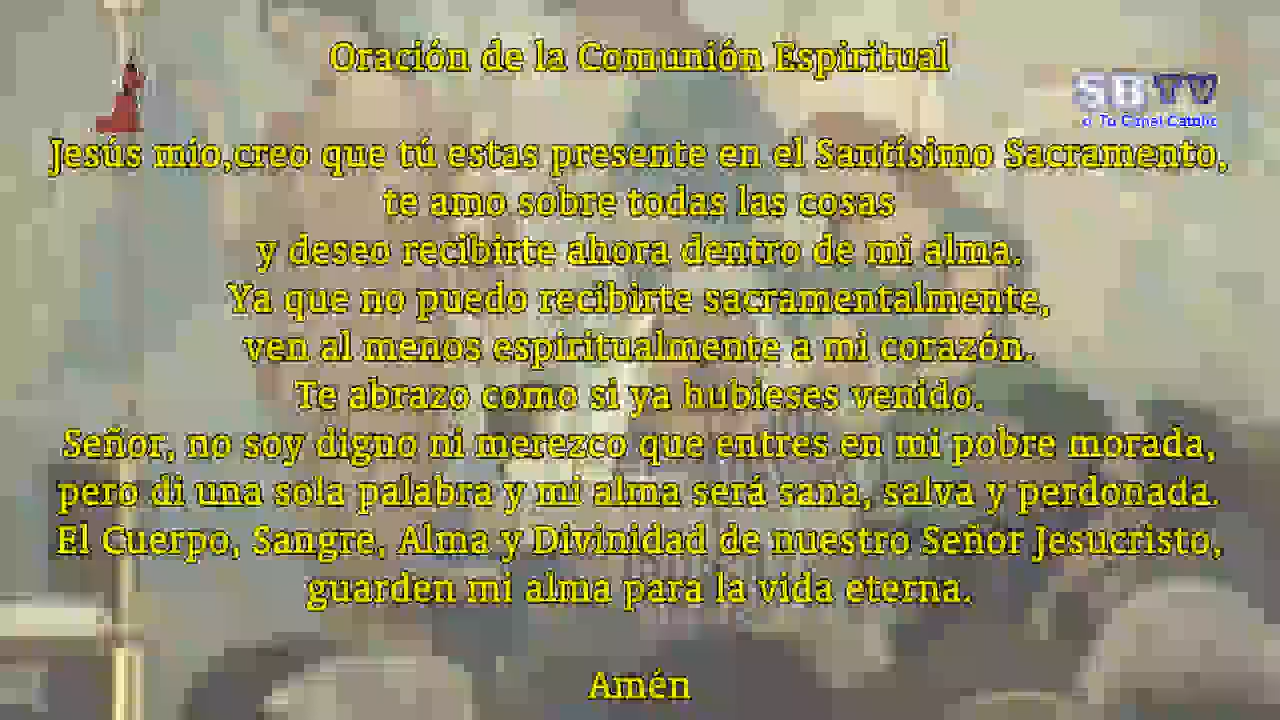 Oración de la Comunión Espiritual
SBTV
Tu Canal
Jesús mio,creo que tú estas presente en el Santísimo Sacramento,
te amo sobre todas las cosas
y deseo recibirte ahora dentro de mi alma.
Ya que no puedo recibirte sacramentalmente,
ven al menos espiritualmente a mi corazón.
Te abrazo como si ya hubieses venido.
Señor, no soy digno ni merezco que entres en mi pobre morada,
pero di una sola palabra y mi alma será sana, salva y perdonada.
El Cuerpo, Sangre, Alma y Divinidad de nuestro Señor Jesucristo,
guarden mi alma para la vida eterna.
Amén